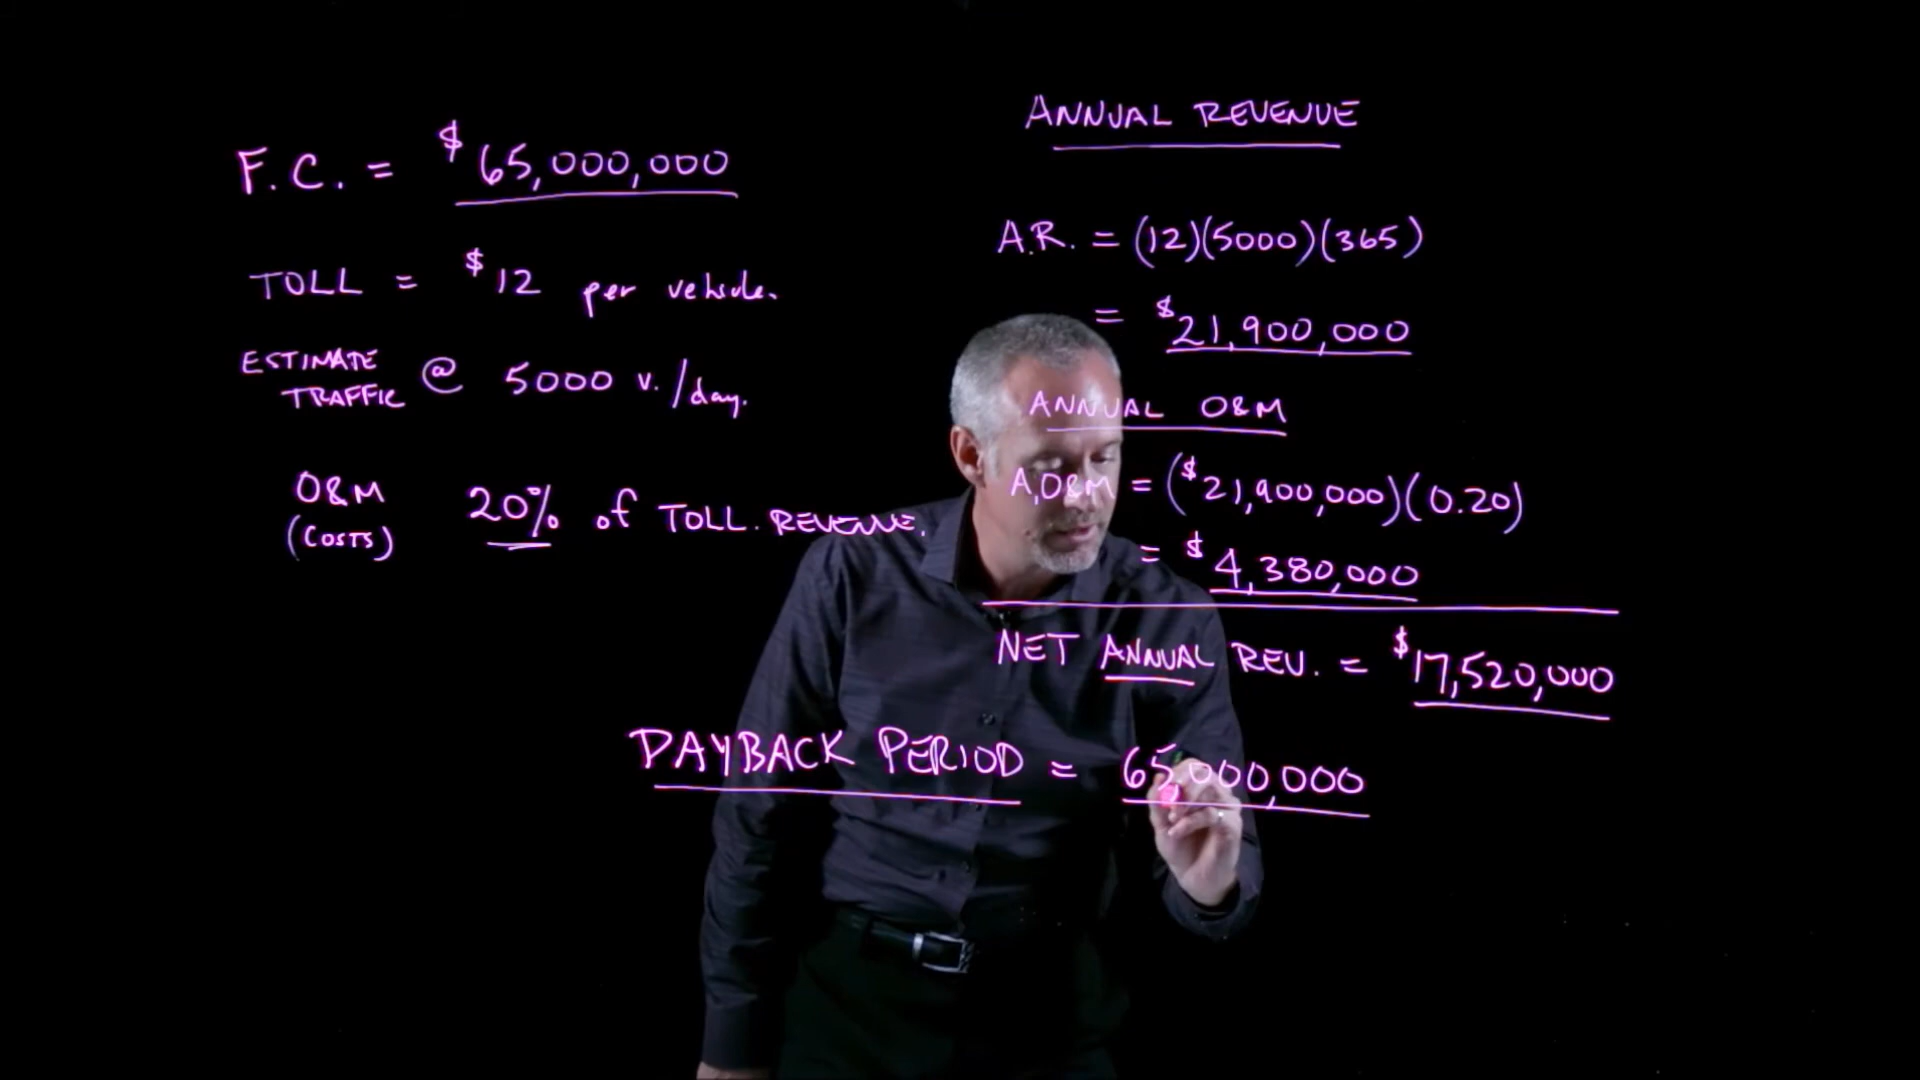 F.C. = $65,000,000
TOLL = $12 per vehicle.
ESTIMATE
TRAFFIC @ 5000 v./day.
O&M
(COSTS) 20% of TOLL. REVENUE.
ANNUAL REVENUE
A.R. = (12)(5000)(365)
= $21,900,000
ANNUAL O&M
A,O&M = ($21,900,000)(0.20)
= $4,380,000
NET ANNUAL REV. = $17,520,000
PAYBACK PERIOD = 65,000,000